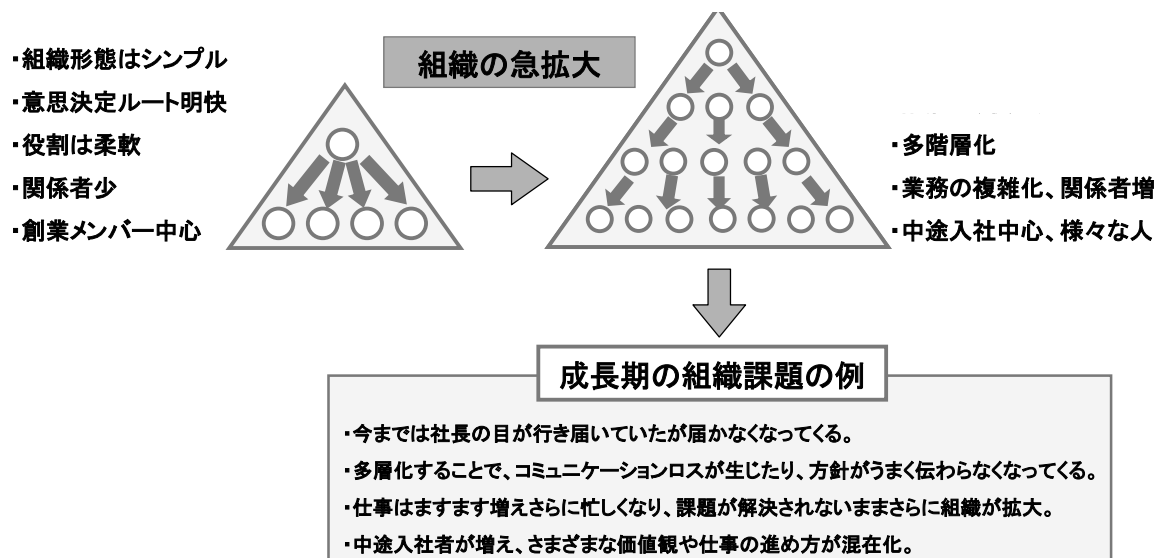 ・組織形態はシンプル
・意思決定ルート明快
・役割は柔軟
・関係者少
・創業メンバー中心
組織の急拡大
・多階層化
・業務の複雑化、関係者増
・中途入社中心、様々な人
成長期の組織課題の例
・今までは社長の目が行き届いていたが届かなくなってくる。
・多層化することで、コミュニケーションロスが生じたり、方針がうまく伝わらなくなってくる。
・仕事はますます増えさらに忙しくなり、課題が解決されないままさらに組織が拡大。
・中途入社者が増え、さまざまな価値観や仕事の進め方が混在化。